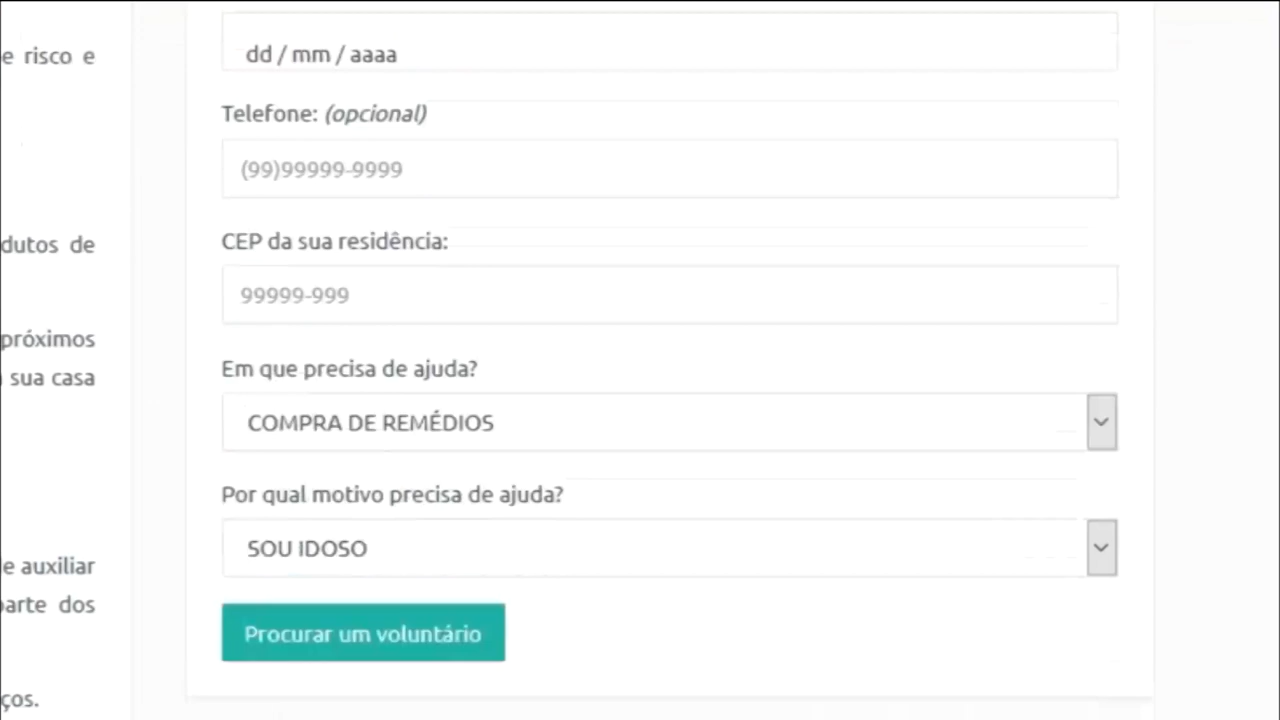 e risco e
dutos de
próximos
sua casa
e auxiliar
parte dos
ços.
dd / mm / aaaa
Telefone: (opcional)
(99)99999-9999
CEP da sua residência:
99999-999
Em que precisa de ajuda?
COMPRA DE REMÉDIOS
Por qual motivo precisa de ajuda?
SOU IDOSO
Procurar um voluntário